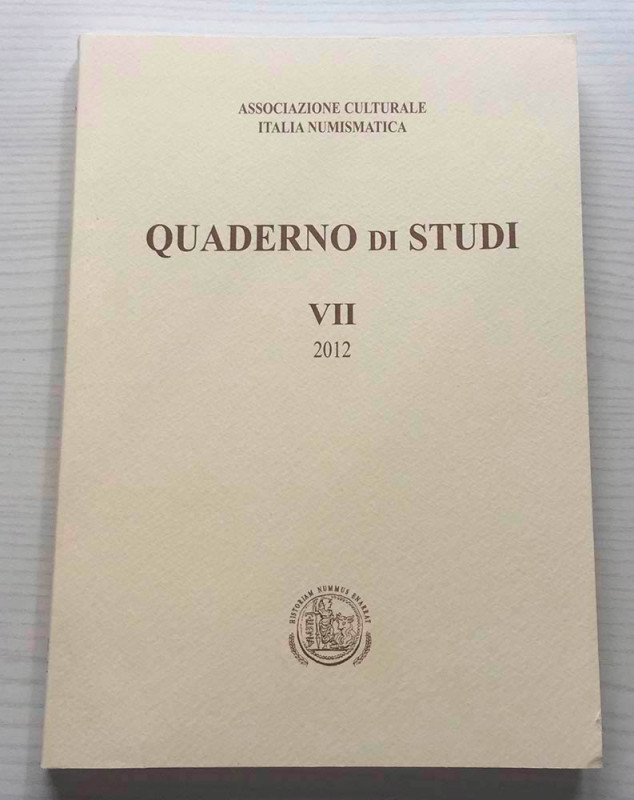 ASSOCIAZIONE CULTURALE
ITALIA NUMISMATICA
QUADERNO DI STUDI
VII
2012
HISTORIAM NUMMUS ENARRAT